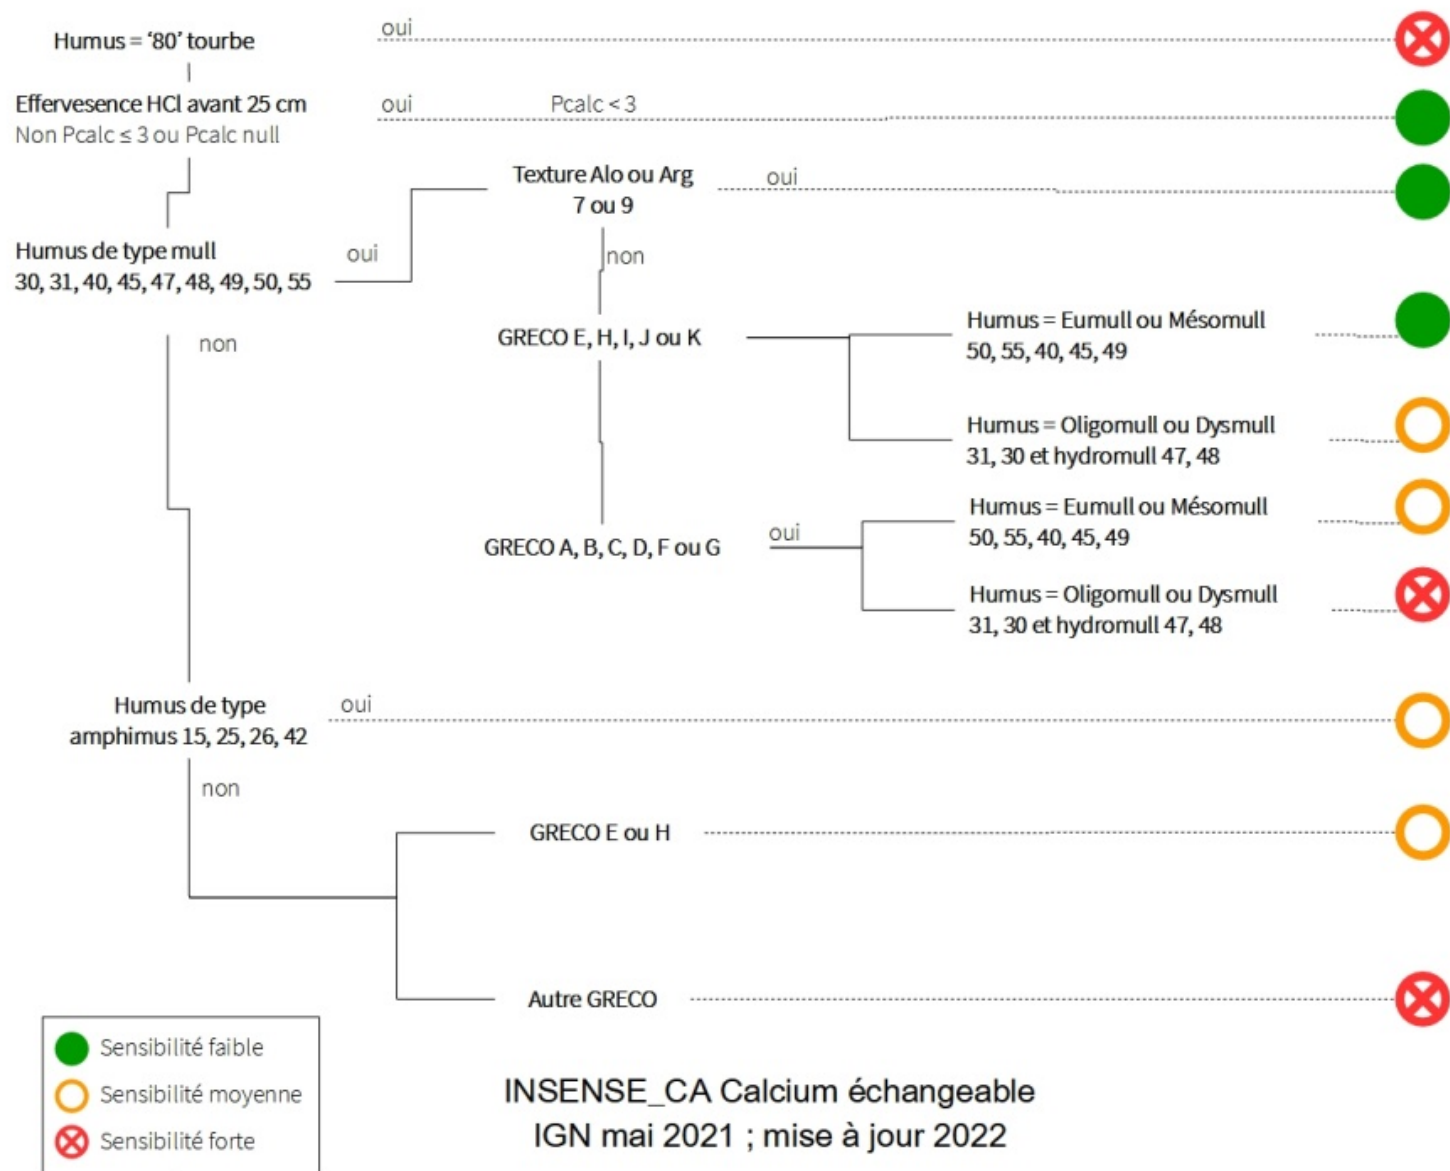 Humus = ‘80’ tourbe
oui
Effervesence HCl avant 25 cm
Non Pcalc ≤ 3 ou Pcalc null
oui
Pcalc < 3
Texture Alo ou Arg
7 ou 9
oui
Humus de type mull
30, 31, 40, 45, 47, 48, 49, 50, 55
oui
non
non
GRECO E, H, I, J ou K
Humus = Eumull ou Mésomull
50, 55, 40, 45, 49
Humus = Oligomull ou Dysmull
31, 30 et hydromull 47, 48
GRECO A, B, C, D, F ou G
oui
Humus = Eumull ou Mésomull
50, 55, 40, 45, 49
Humus = Oligomull ou Dysmull
31, 30 et hydromull 47, 48
Humus de type
amphimus 15, 25, 26, 42
oui
non
GRECO E ou H
Autre GRECO
Sensibilité faible
Sensibilité moyenne
Sensibilité forte
INSENSE_CA Calcium échangeable
IGN mai 2021 ; mise à jour 2022